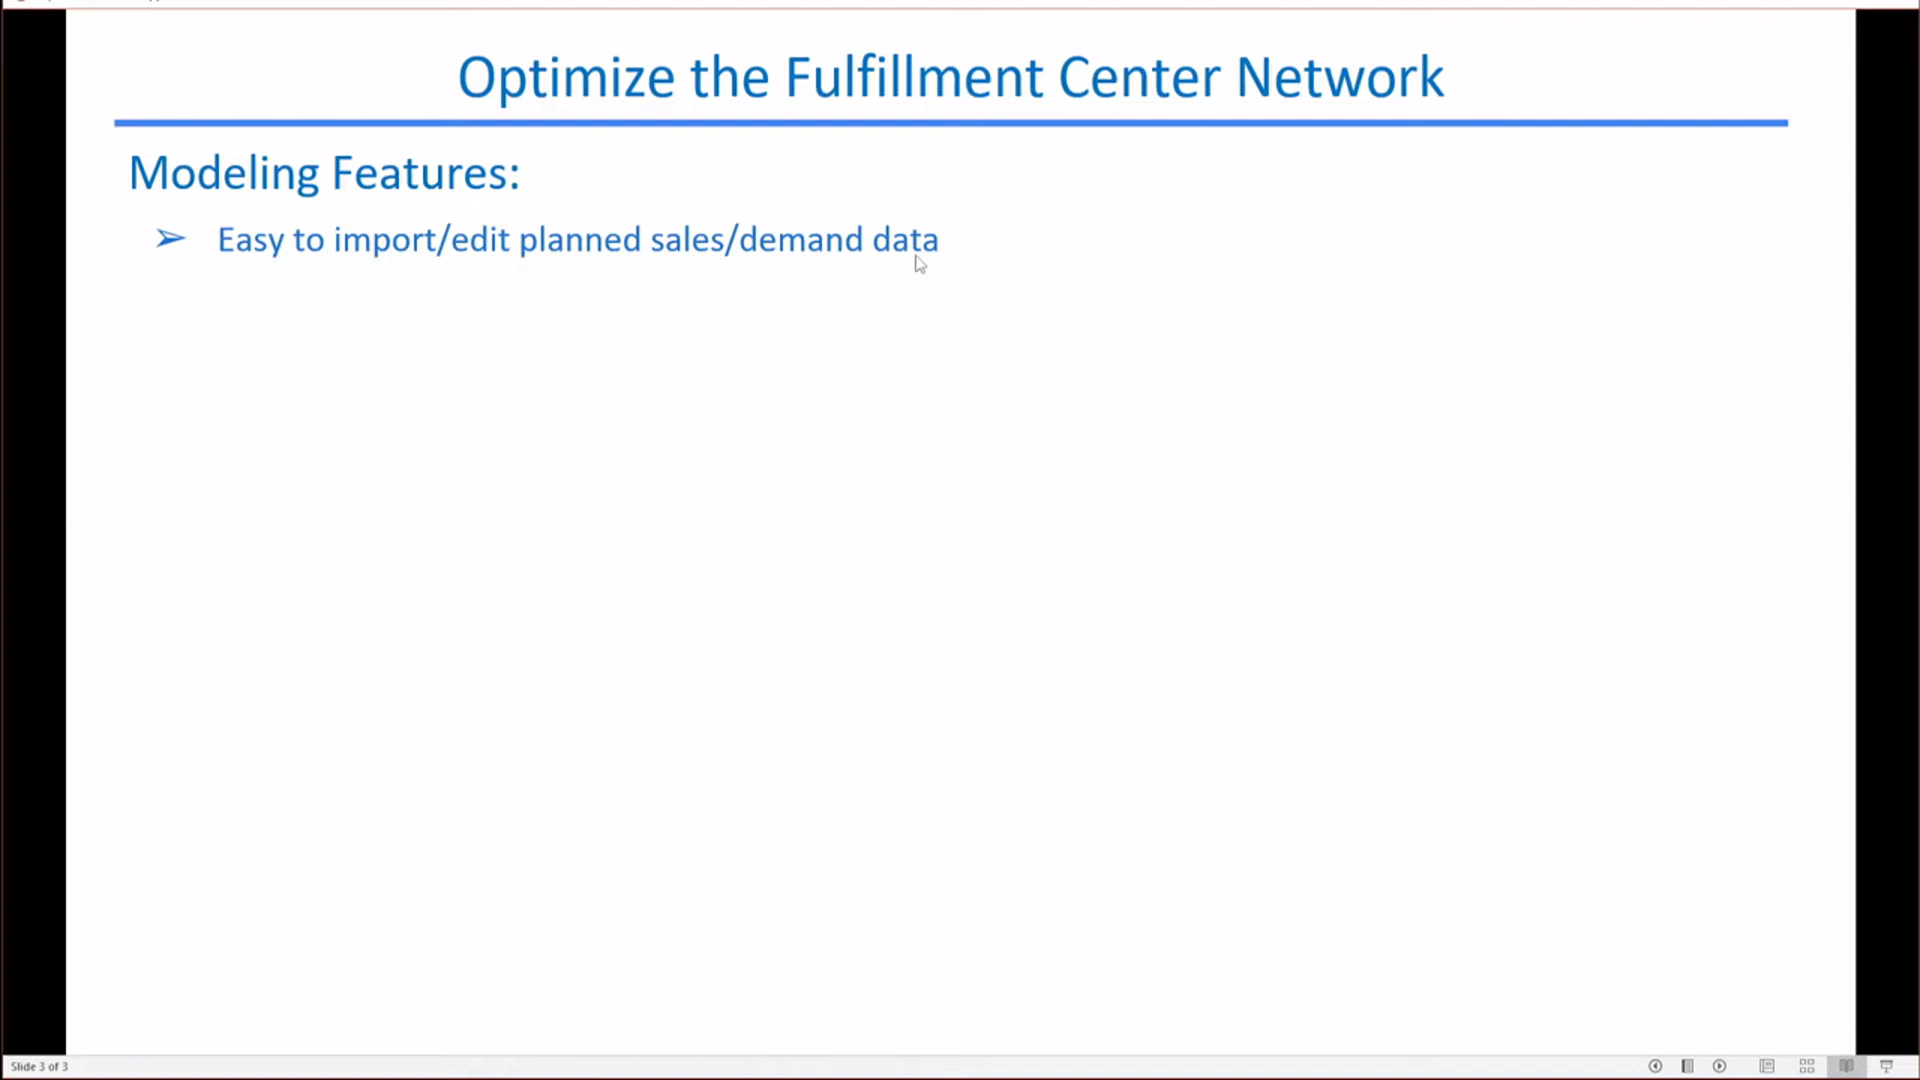 Optimize the Fulfillment Center Network
Modeling Features:
➢ Easy to import/edit planned sales/demand data
Slide 3 of 3